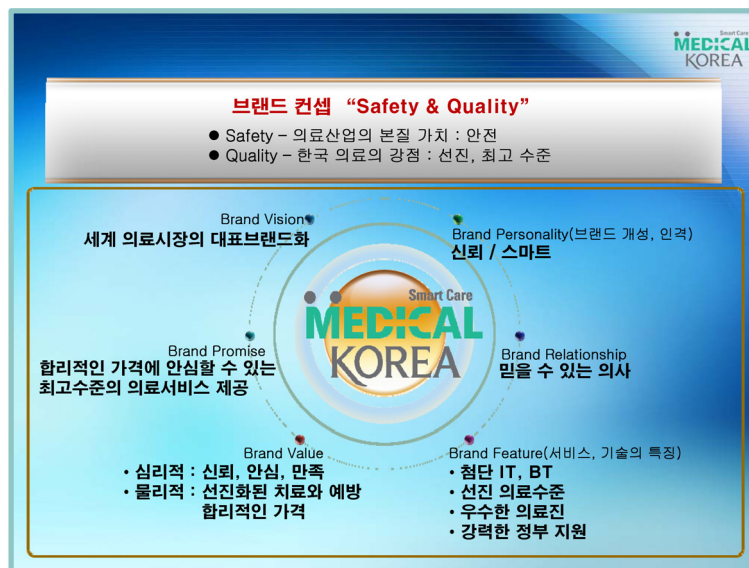 Smart Care
MEDICAL
KOREA
브랜드 컨셉 “Safety & Quality”
● Safety – 의료산업의 본질 가치 : 안전
● Quality – 한국 의료의 강점 : 선진, 최고 수준
Brand Vision
세계 의료시장의 대표브랜드화
Brand Personality(브랜드 개성, 인격)
신뢰 / 스마트
Smart Care
MEDICAL
KOREA
Brand Promise
합리적인 가격에 안심할 수 있는
최고수준의 의료서비스 제공
Brand Relationship
믿을 수 있는 의사
Brand Value
• 심리적 : 신뢰, 안심, 만족
• 물리적 : 선진화된 치료와 예방
합리적인 가격
Brand Feature(서비스, 기술의 특징)
• 첨단 IT, BT
• 선진 의료수준
• 우수한 의료진
• 강력한 정부 지원